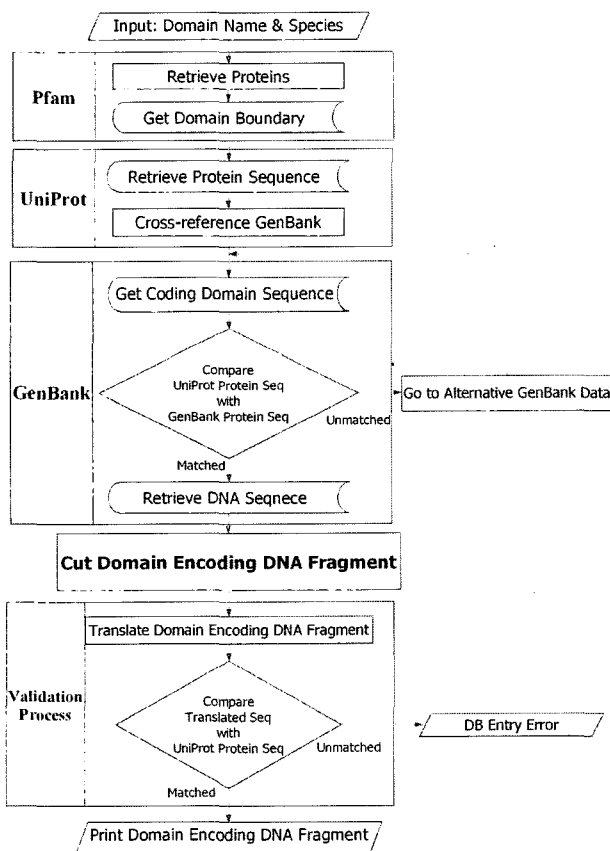 Input: Domain Name & Species
Pfam
Retrieve Proteins
Get Domain Boundary
UniProt
Retrieve Protein Sequence
Cross-reference GenBank
GenBank
Get Coding Domain Sequence
Compare
UniProt Protein Seq
with
GenBank Protein Seq
Unmatched
Go to Alternative GenBank Data
Matched
Retrieve DNA Seqnece
Cut Domain Encoding DNA Fragment
Validation
Process
Translate Domain Encoding DNA Fragment
Compare
Translated Seq
with
UniProt Protein Seq
Unmatched
DB Entry Error
Matched
Print Domain Encoding DNA Fragment